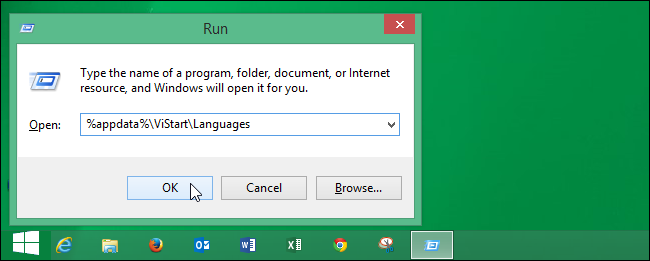 Run
Type the name of a program, folder, document, or Internet
resource, and Windows will open it for you.
Open: %appdata%\ViStart\Languages
OK Cancel Browse...